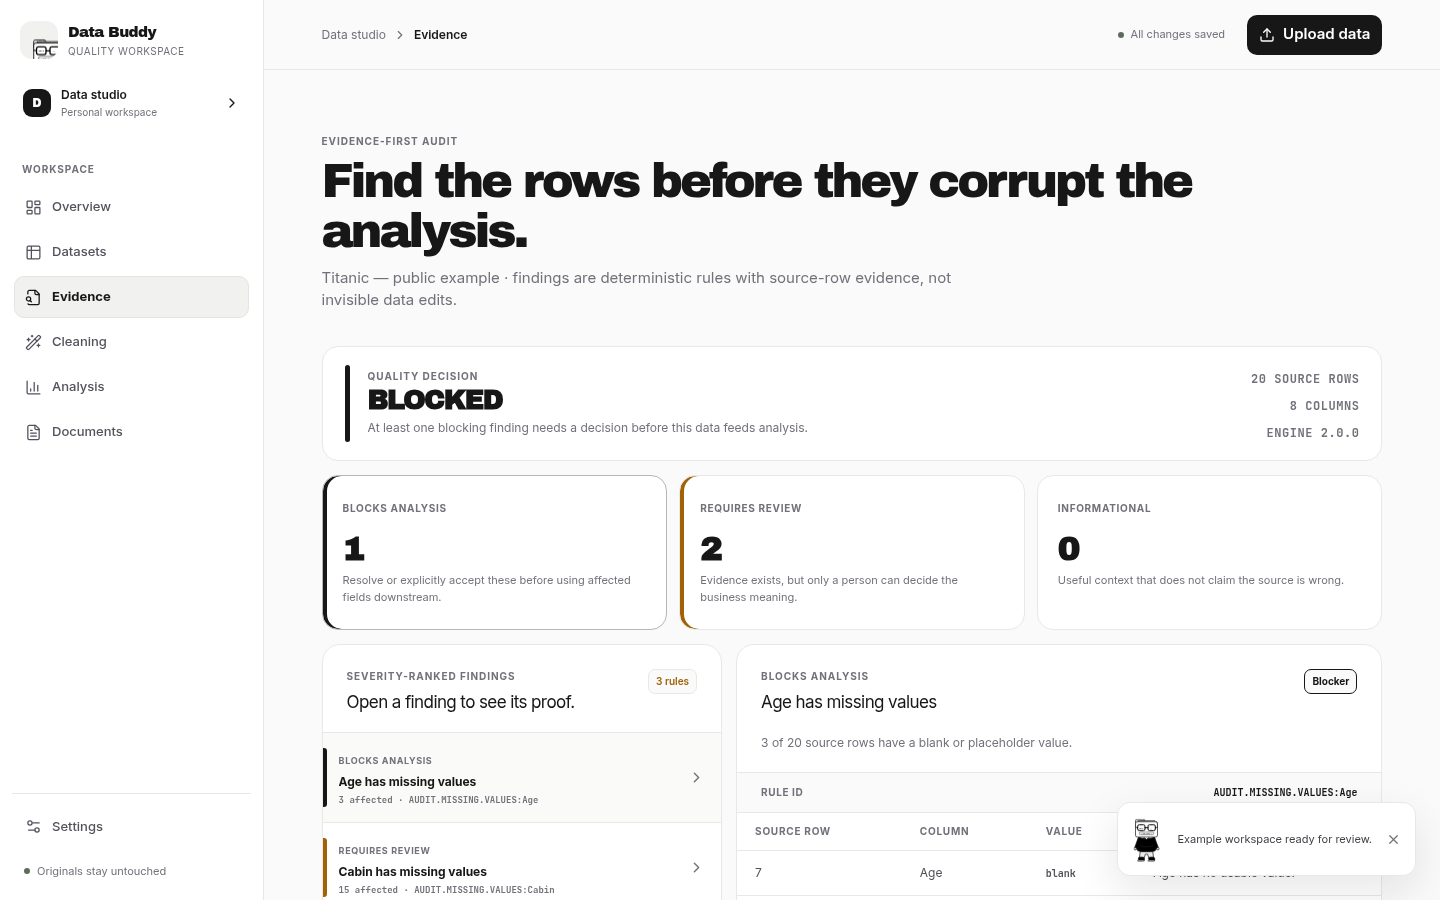 Data Buddy
QUALITY WORKSPACE
D
Data studio
Personal workspace
WORKSPACE
Overview
Datasets
Evidence
Cleaning
Analysis
Documents
Settings
Originals stay untouched
Data studio > Evidence
All changes saved
Upload data
EVIDENCE-FIRST AUDIT
Find the rows before they corrupt the
analysis.
Titanic — public example · findings are deterministic rules with source-row evidence, not
invisible data edits.
QUALITY DECISION
BLOCKED
At least one blocking finding needs a decision before this data feeds analysis.
20 SOURCE ROWS
8 COLUMNS
ENGINE 2.0.0
BLOCKS ANALYSIS
1
Resolve or explicitly accept these before using affected
fields downstream.
REQUIRES REVIEW
2
Evidence exists, but only a person can decide the
business meaning.
INFORMATIONAL
0
Useful context that does not claim the source is wrong.
SEVERITY-RANKED FINDINGS
3 rules
Open a finding to see its proof.
BLOCKS ANALYSIS
Age has missing values
3 affected · AUDIT.MISSING.VALUES:Age
REQUIRES REVIEW
Cabin has missing values
15 affected · AUDIT.MISSING.VALUES:Cabin
BLOCKS ANALYSIS
Blocker
Age has missing values
3 of 20 source rows have a blank or placeholder value.
RULE ID AUDIT.MISSING.VALUES:Age
SOURCE ROW COLUMN VALUE
7 Age blank
Example workspace ready for review.